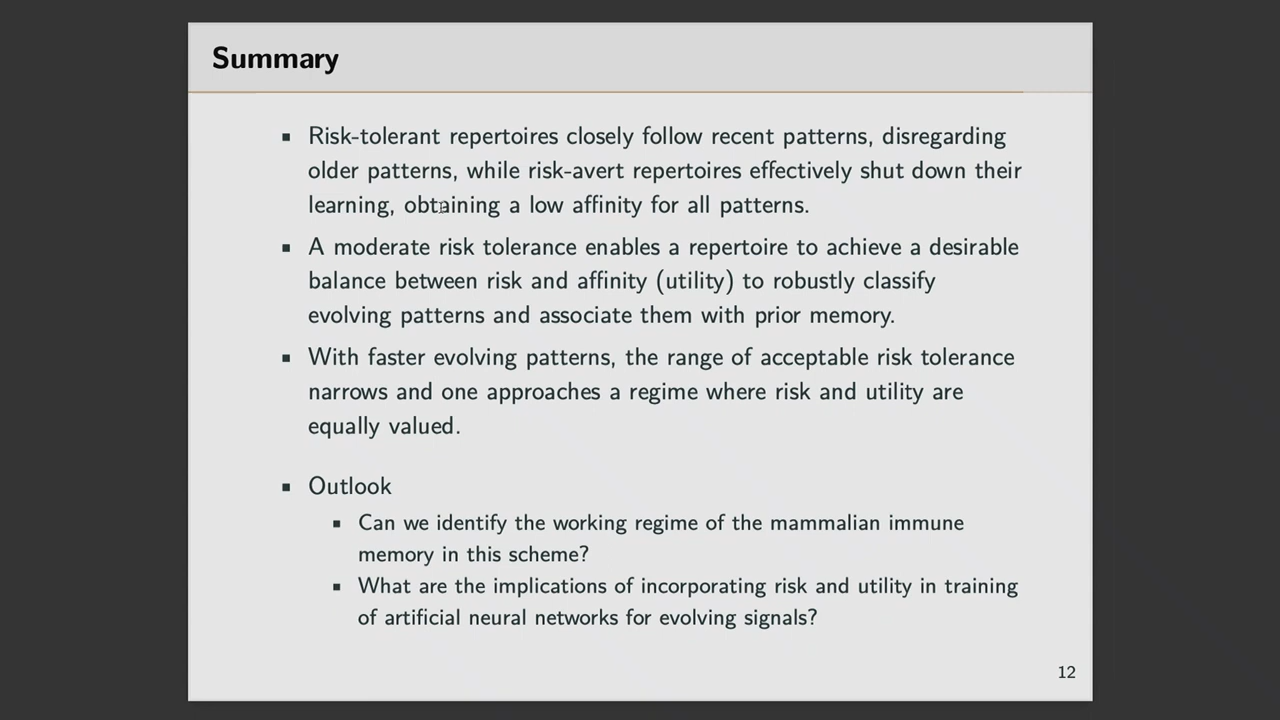 Summary
Risk-tolerant repertoires closely follow recent patterns, disregarding
older patterns, while risk-avert repertoires effectively shut down their
learning, obtaining a low affinity for all patterns.
A moderate risk tolerance enables a repertoire to achieve a desirable
balance between risk and affinity (utility) to robustly classify
evolving patterns and associate them with prior memory.
With faster evolving patterns, the range of acceptable risk tolerance
narrows and one approaches a regime where risk and utility are
equally valued.
Outlook
Can we identify the working regime of the mammalian immune
memory in this scheme?
What are the implications of incorporating risk and utility in training
of artificial neural networks for evolving signals?
12